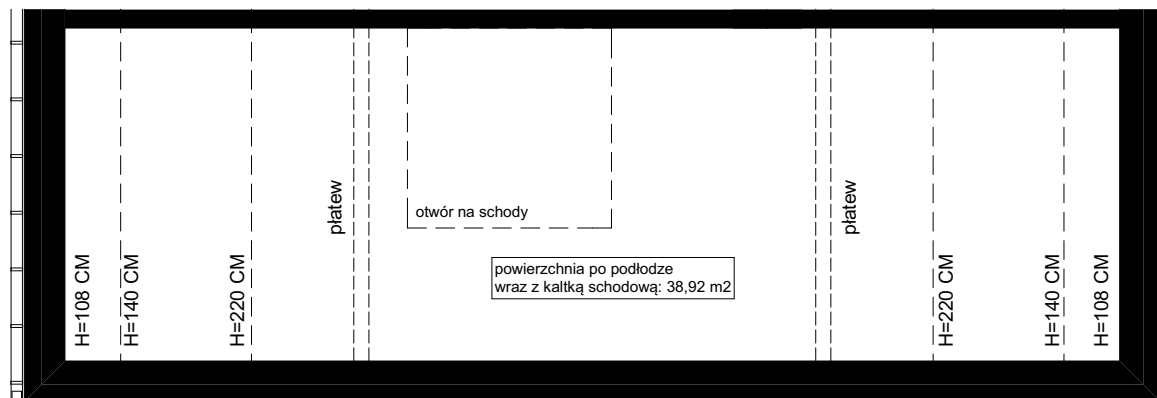 otwór na schody
płatew
płatew
powierzchnia po podłodze
wraz z kaltką schodową: 38,92 m2
H=108 CM
H=140 CM
H=220 CM
H=220 CM
H=140 CM
H=108 CM